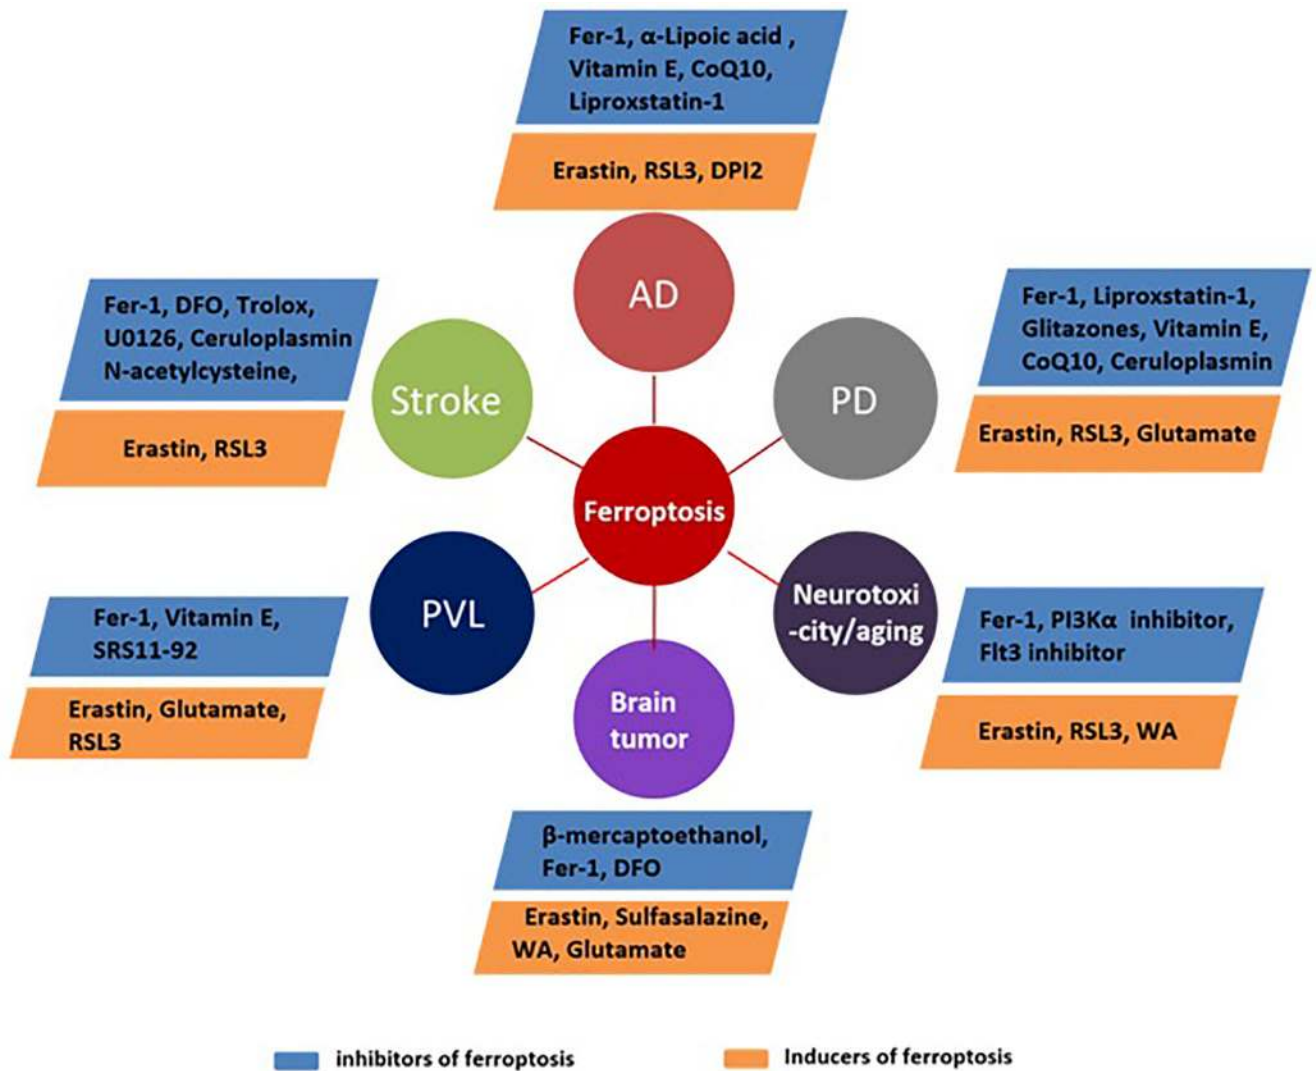 Fer-1, α-Lipoic acid ,
Vitamin E, CoQ10,
Liproxstatin-1
Erastin, RSL3, DPI2
AD
Fer-1, DFO, Trolox,
U0126, Ceruloplasmin
N-acetylcysteine,
Erastin, RSL3
Stroke
Fer-1, Liproxstatin-1,
Glitazones, Vitamin E,
CoQ10, Ceruloplasmin
Erastin, RSL3, Glutamate
PD
Ferroptosis
Fer-1, Vitamin E,
SRS11-92
Erastin, Glutamate,
RSL3
PVL
Neurotoxi
-city/aging
Fer-1, PI3Kα inhibitor,
Flt3 inhibitor
Erastin, RSL3, WA
Brain
tumor
β-mercaptoethanol,
Fer-1, DFO
Erastin, Sulfasalazine,
WA, Glutamate
inhibitors of ferroptosis
Inducers of ferroptosis